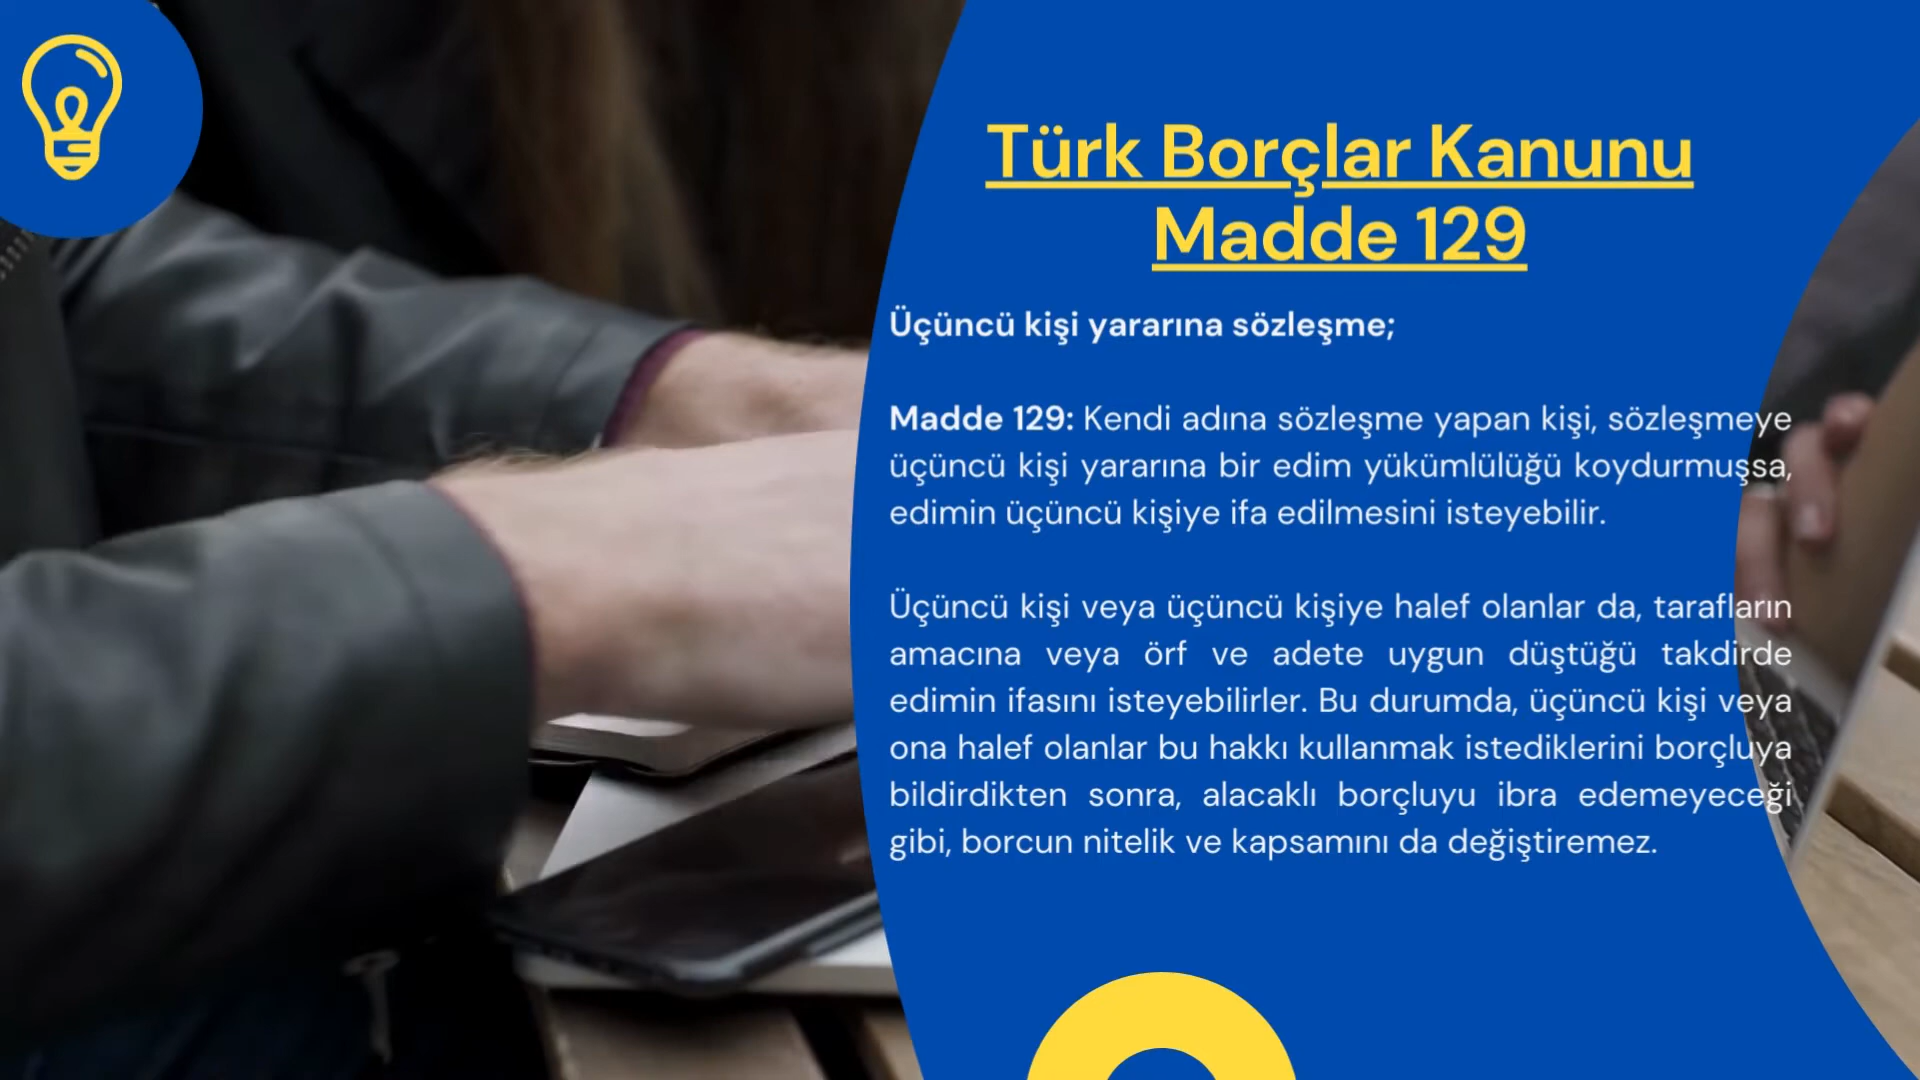 Türk Borçlar Kanunu
Madde 129
Üçüncü kişi yararına sözleşme;
Madde 129: Kendi adına sözleşme yapan kişi, sözleşmeye
üçüncü kişi yararına bir edim yükümlülüğü koydurmuşsa,
edimin üçüncü kişiye ifa edilmesini isteyebilir.
Üçüncü kişi veya üçüncü kişiye halef olanlar da, tarafların
amacına veya örf ve adete uygun düştüğü takdirde
edimin ifasını isteyebilirler. Bu durumda, üçüncü kişi veya
ona halef olanlar bu hakkı kullanmak istediklerini borçluya
bildirdikten sonra, alacaklı borçluyu ibra edemeyeceği
gibi, borcun nitelik ve kapsamını da değiştiremez.